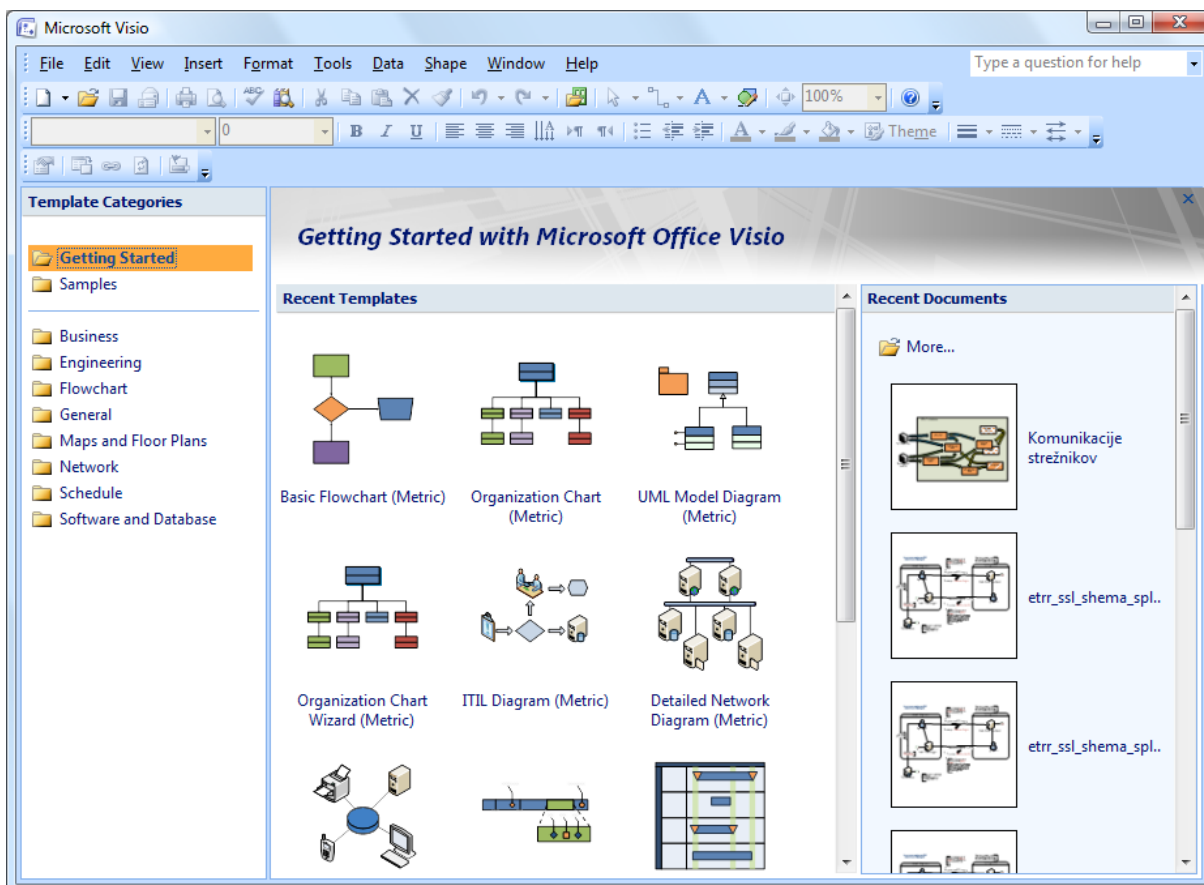 Microsoft Visio
File Edit View Insert Format Tools Data Shape Window Help
Type a question for help
ABC
A
100%
0
B I U
A
A
Theme
Template Categories
Getting Started
Samples
Business
Engineering
Flowchart
General
Maps and Floor Plans
Network
Schedule
Software and Database
Getting Started with Microsoft Office Visio
Recent Templates
Basic Flowchart (Metric)
Organization Chart
(Metric)
UML Model Diagram
(Metric)
Organization Chart
Wizard (Metric)
ITIL Diagram (Metric)
Detailed Network
Diagram (Metric)
Recent Documents
More...
Komunikacije
strežnikov
etrr_ssl_shema_spl..
etrr_ssl_shema_spl..